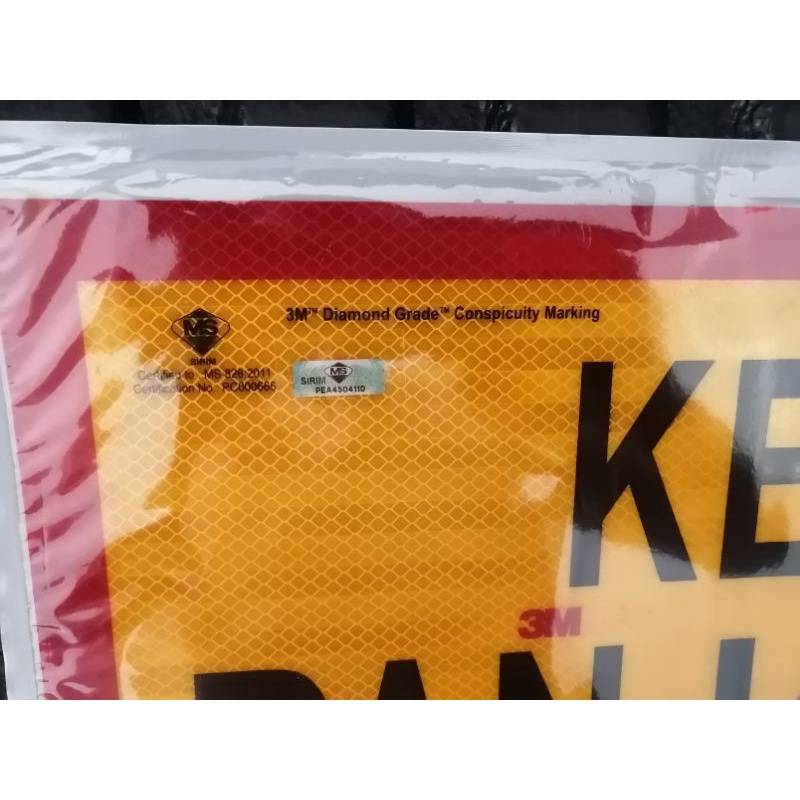 MS
SIRIM
Certified to : MS 828:2011
Certification No.: PC000666
3M™ Diamond Grade™ Conspicuity Marking
MS
SIRIM
PEA4504110
KE
3M
PANJ